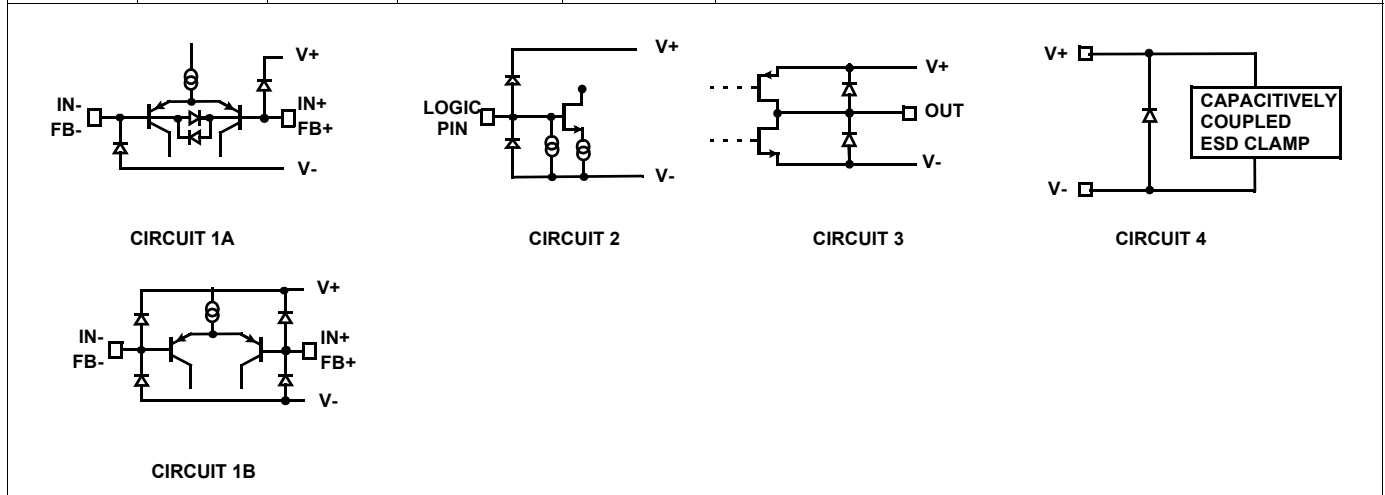 V+
IN-
FB-
IN+
FB+
V-
CIRCUIT 1A
V+
LOGIC
PIN
V-
CIRCUIT 2
V+
OUT
V-
CIRCUIT 3
V+
V-
CAPACITIVELY
COUPLED
ESD CLAMP
CIRCUIT 4
V+
IN-
FB-
IN+
FB+
V-
CIRCUIT 1B